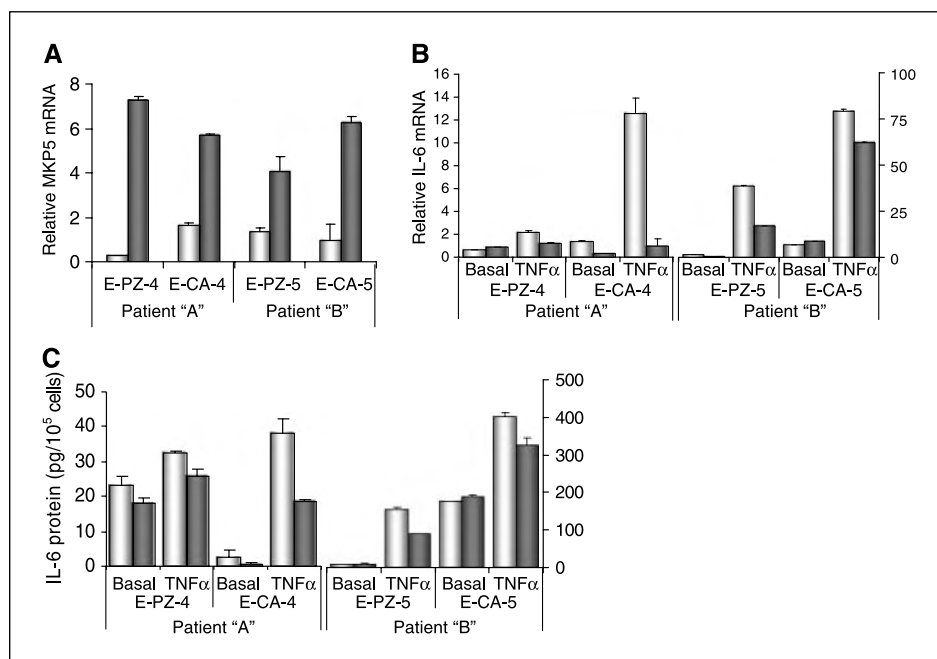 A
Relative MKP5 mRNA
8
6
4
2
0
E-PZ-4 E-CA-4 E-PZ-5 E-CA-5
Patient "A" Patient "B"
B
Relative IL-6 mRNA
16
14
12
10
8
6
4
2
0
100
75
50
25
0
Basal TNFα Basal TNFα Basal TNFα Basal TNFα
E-PZ-4 E-CA-4 E-PZ-5 E-CA-5
Patient "A" Patient "B"
C
IL-6 protein (pg/10⁵ cells)
50
40
30
20
10
0
500
400
300
200
100
0
Basal TNFα Basal TNFα Basal TNFα Basal TNFα
E-PZ-4 E-CA-4 E-PZ-5 E-CA-5
Patient "A" Patient "B"